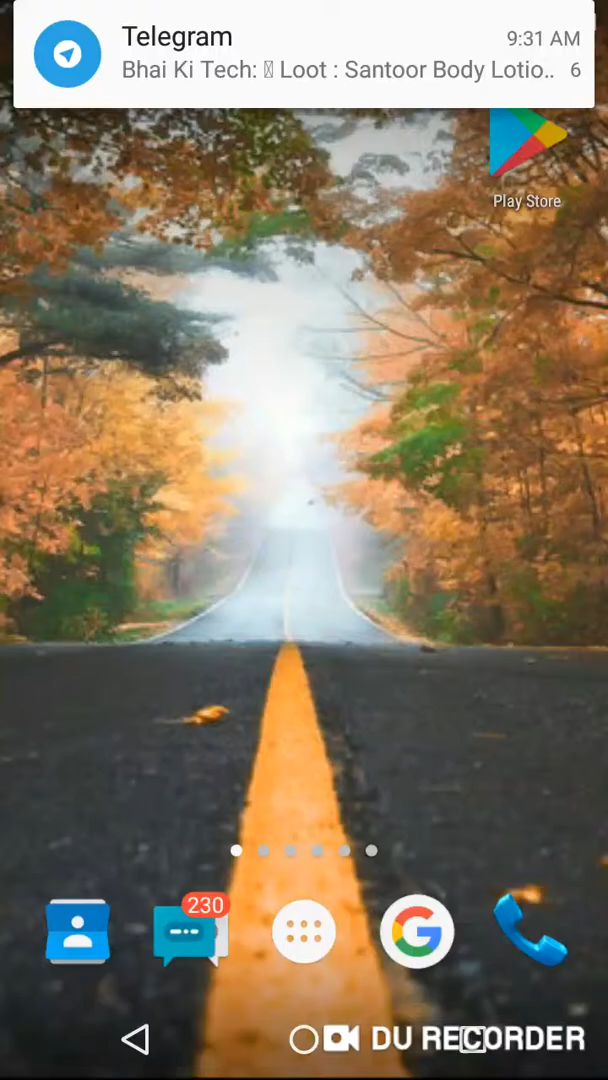 Telegram 9:31 AM
Bhai Ki Tech: Loot : Santoor Body Lotio.. 6
Play Store
230
DU RECORDER